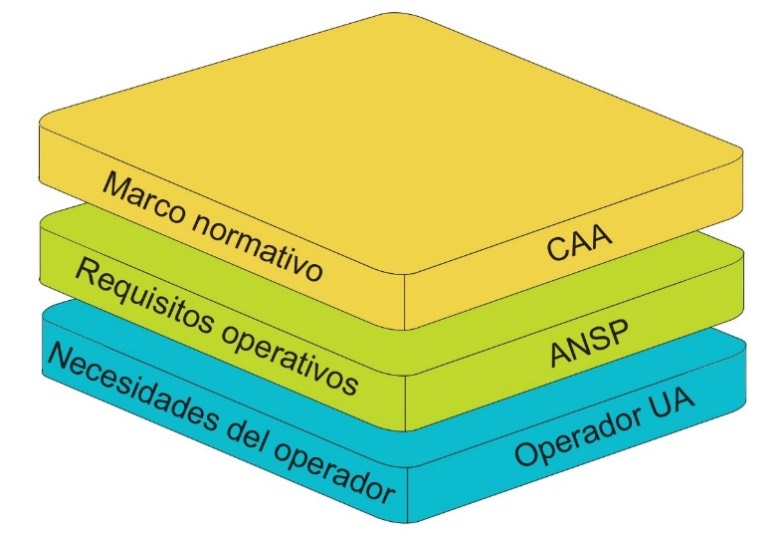 Marco normativo
CAA
Requisitos operativos
ANSP
Necesidades del operador
Operador UA